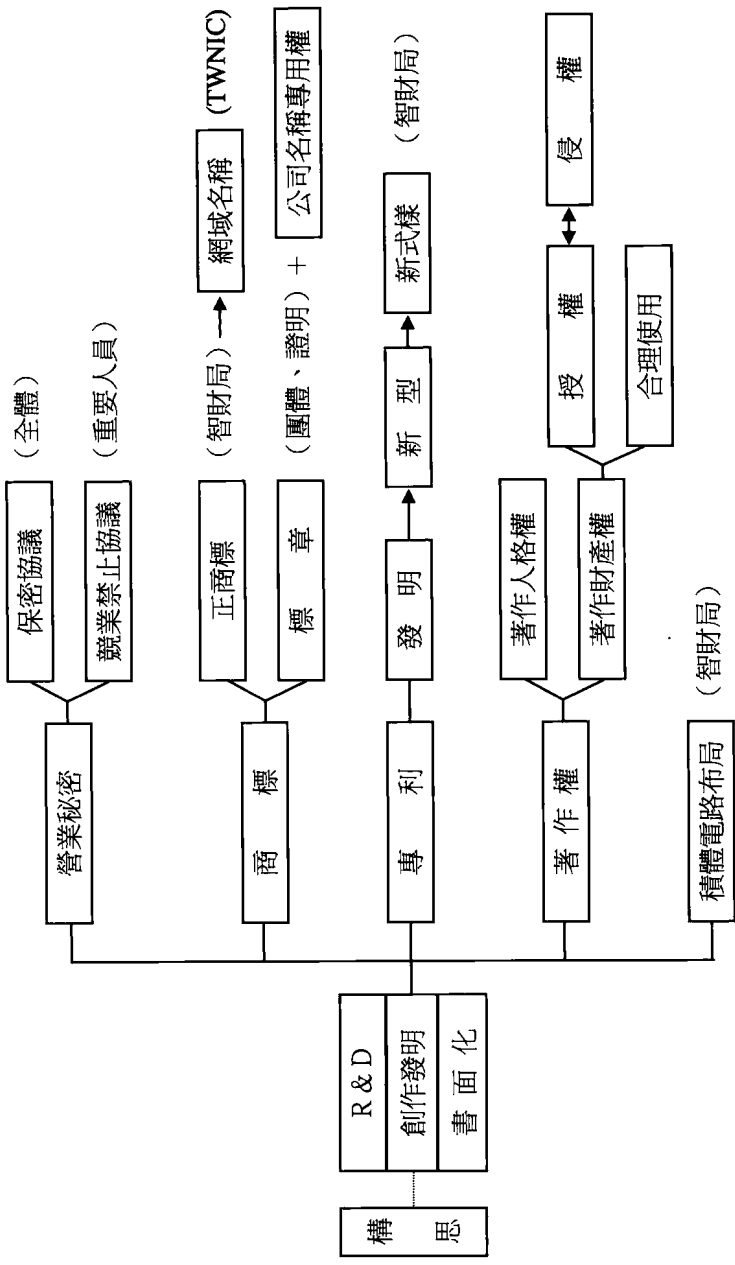 構思
R & D
創作發明
書面化
營業秘密
保密協議 （全體）
競業禁止協議 （重要人員）
商標
正商標 （智財局） 網域名稱 (TWNIC)
標章 （團體、證明） + 公司名稱專用權
專利
發明
新型
新式樣 （智財局）
著作權
著作人格權
著作財產權
授權
侵權
合理使用
積體電路布局 （智財局）